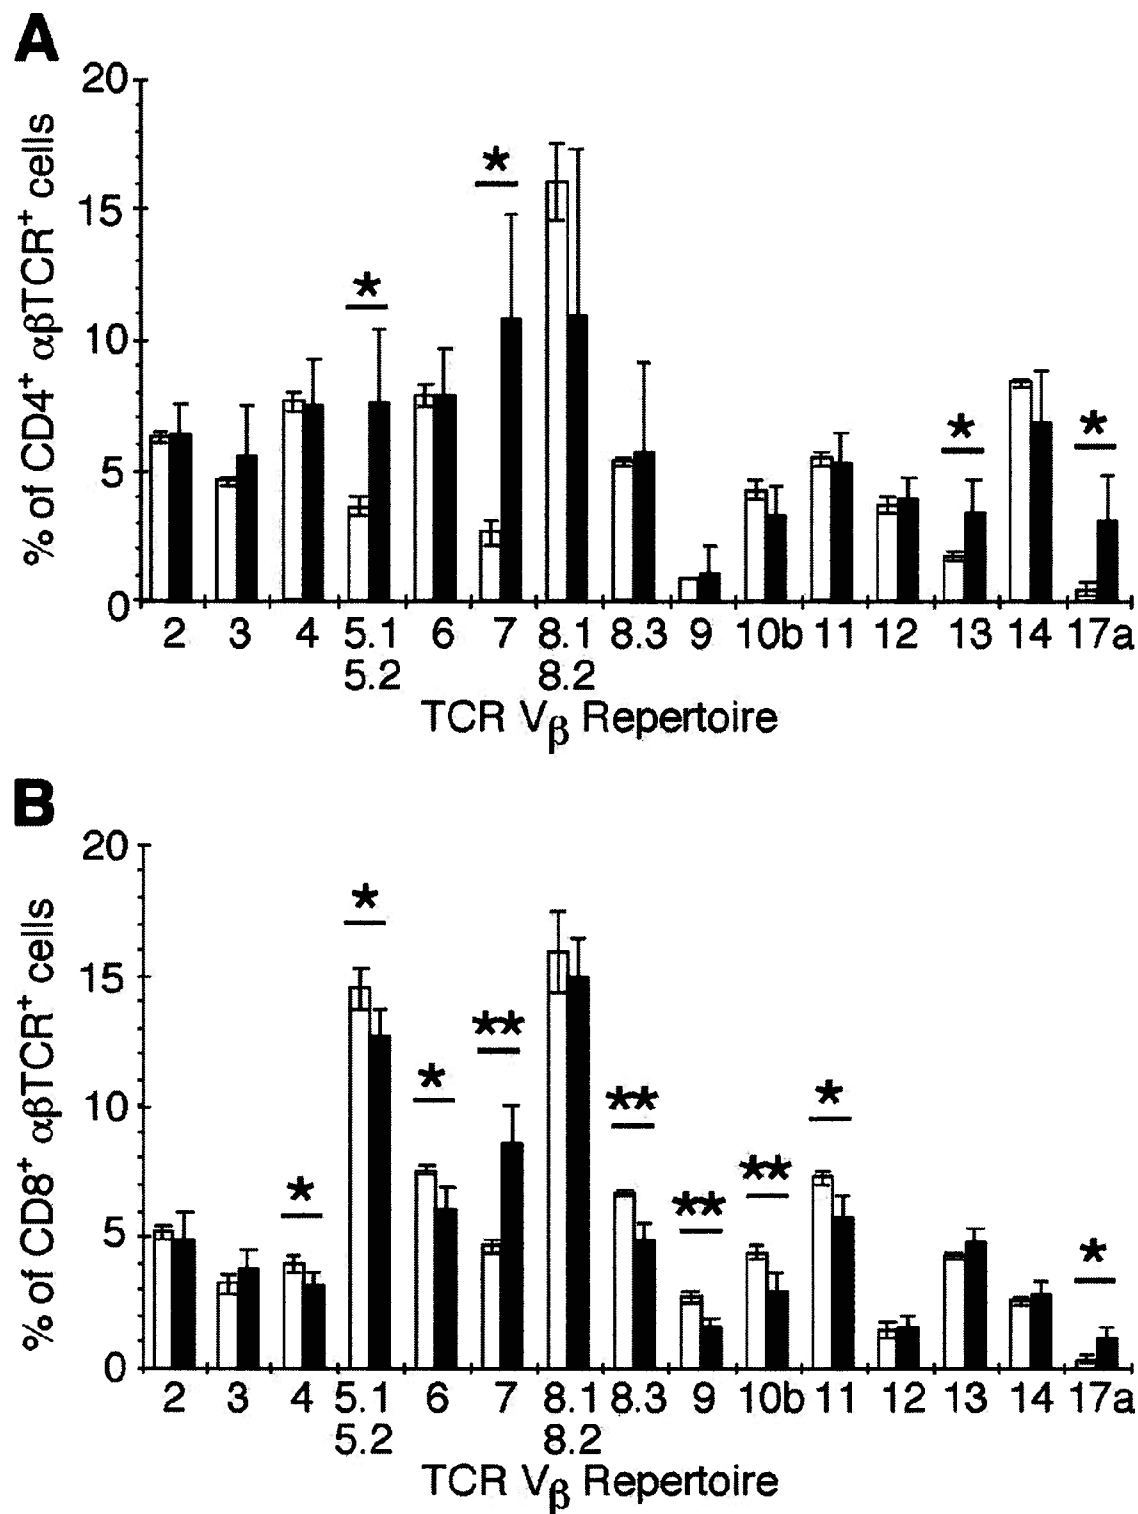 A
% of CD4⁺ αβTCR⁺ cells
20
15
10
5
0
* * * *
2 3 4 5.1 6 7 8.1 8.3 9 10b 11 12 13 14 17a
5.2 8.2
TCR Vβ Repertoire
B
% of CD8⁺ αβTCR⁺ cells
20
15
10
5
0
* * * ** ** ** ** * *
2 3 4 5.1 6 7 8.1 8.3 9 10b 11 12 13 14 17a
5.2 8.2
TCR Vβ Repertoire